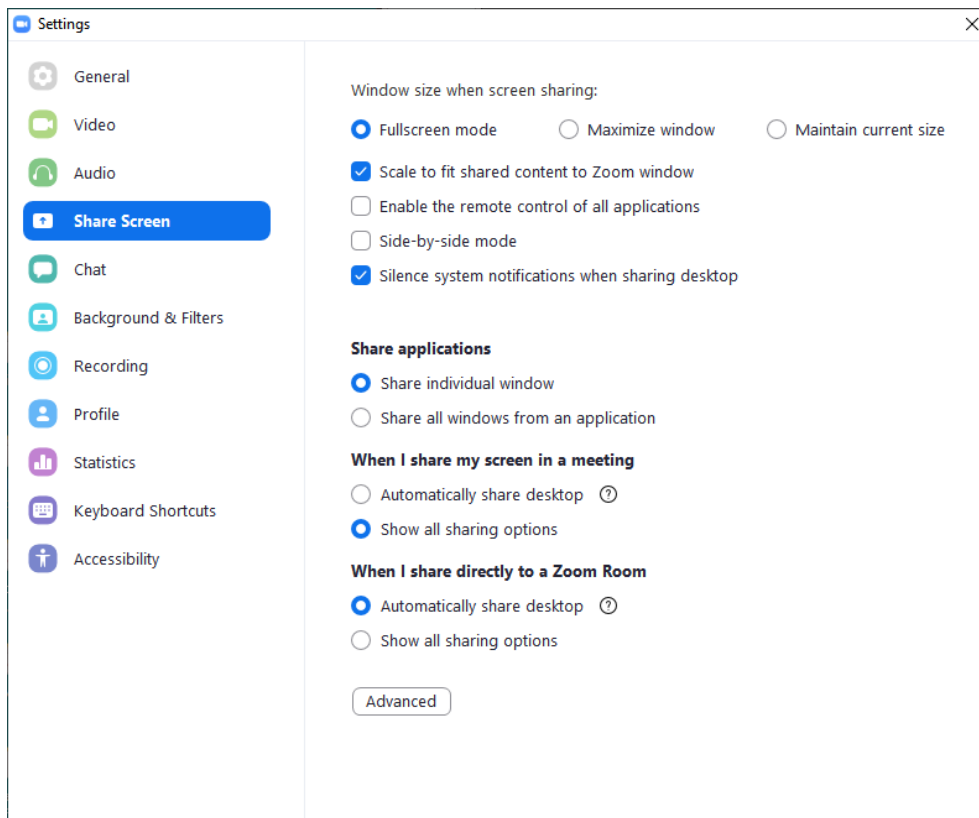 Settings
General
Video
Audio
Share Screen
Chat
Background & Filters
Recording
Profile
Statistics
Keyboard Shortcuts
Accessibility
Window size when screen sharing:
Fullscreen mode Maximize window Maintain current size
Scale to fit shared content to Zoom window
Enable the remote control of all applications
Side-by-side mode
Silence system notifications when sharing desktop
Share applications
Share individual window
Share all windows from an application
When I share my screen in a meeting
Automatically share desktop ?
Show all sharing options
When I share directly to a Zoom Room
Automatically share desktop ?
Show all sharing options
Advanced